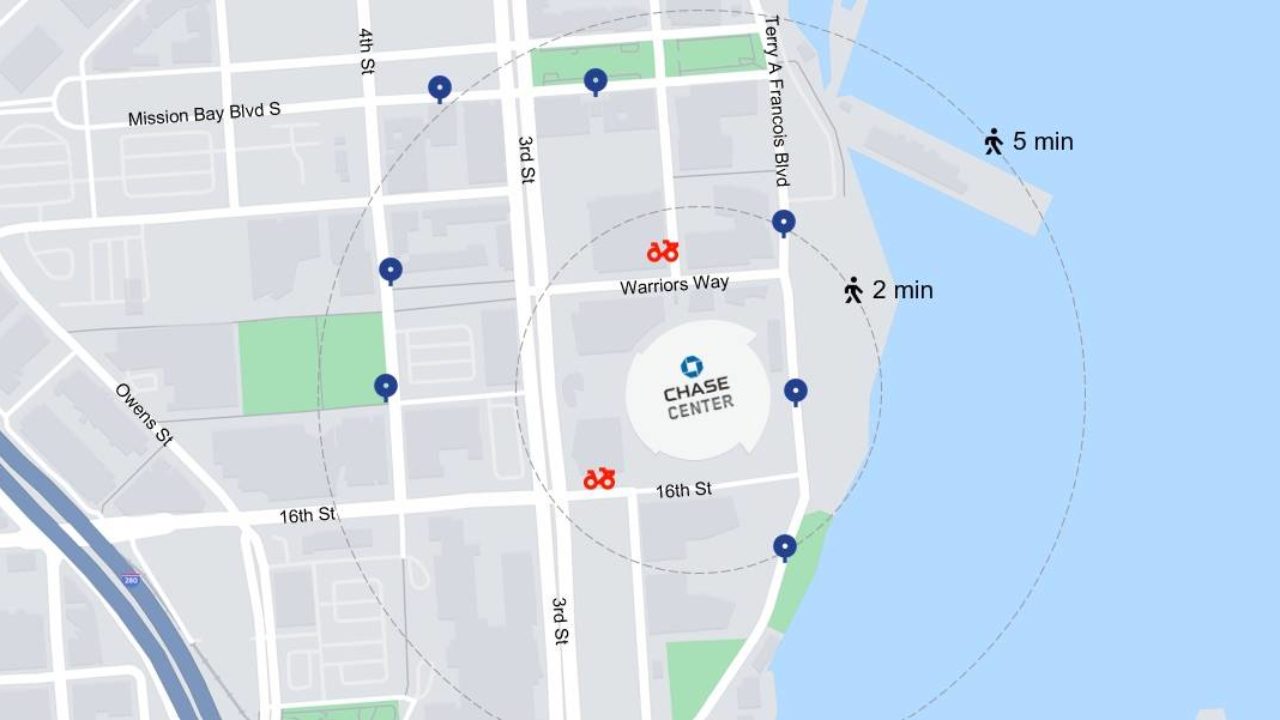 4th St
Terry A Francois Blvd
Mission Bay Blvd S
3rd St
5 min
Warriors Way
2 min
CHASE
CENTER
Owens St
16th St
16th St
280
3rd St